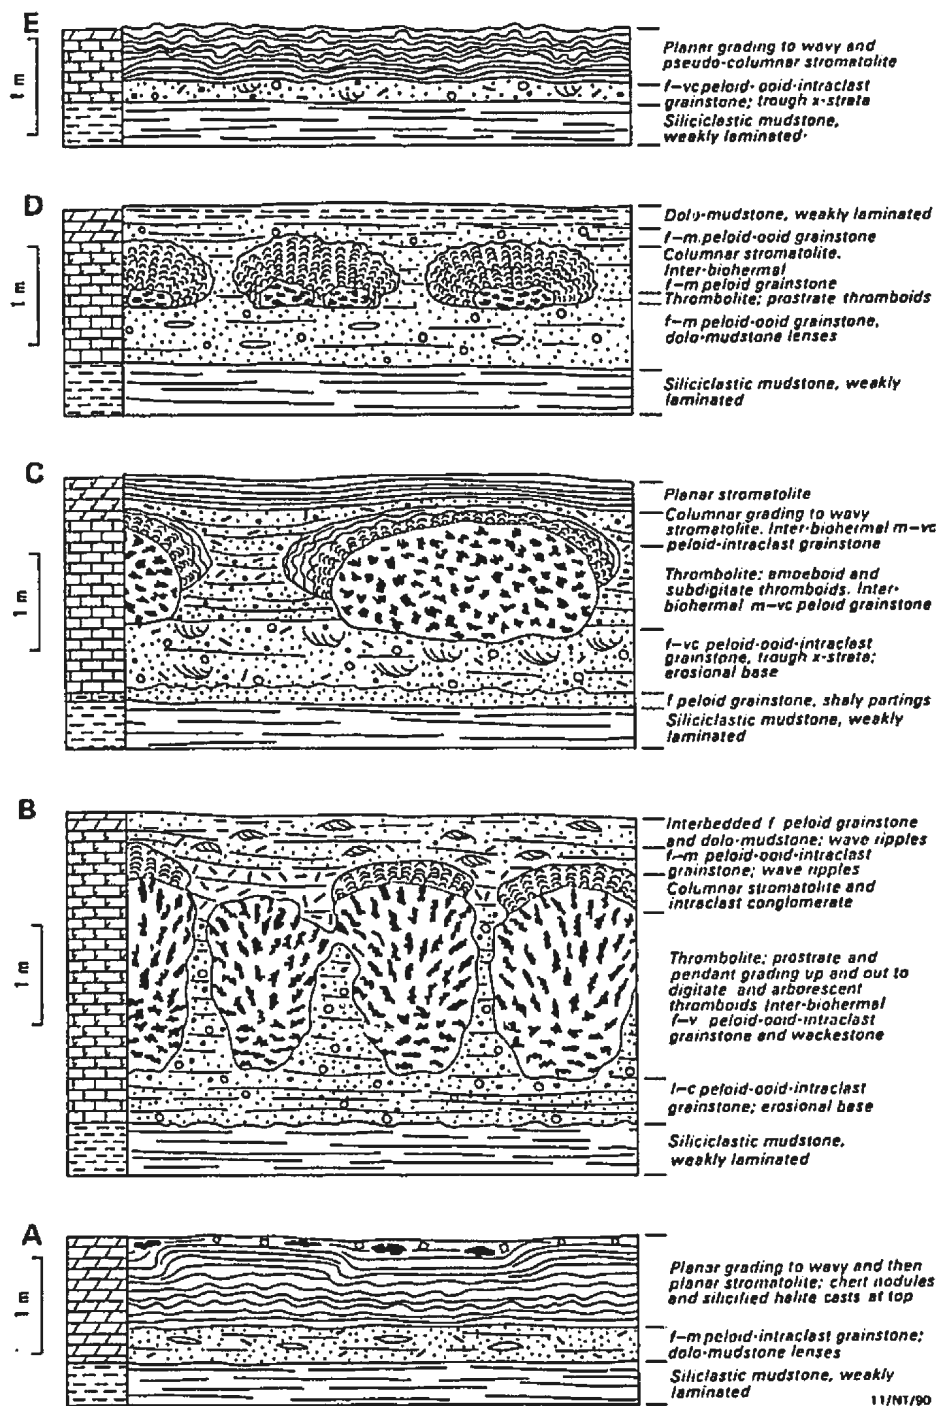 E
1 m
Planar grading to wavy and
pseudo-columnar stromatolite
f-vc peloid-ooid-intraclast
grainstone; trough x-strata
Siliciclastic mudstone,
weakly laminated
D
1 m
Dolo-mudstone, weakly laminated
f-m peloid-ooid grainstone
Columnar stromatolite.
Inter-biohermal
f-m peloid grainstone
Thrombolite; prostrate thromboids
f-m peloid-ooid grainstone,
dolo-mudstone lenses
Siliciclastic mudstone, weakly
laminated
C
1 m
Planar stromatolite
Columnar grading to wavy
stromatolite. Inter-biohermal m-vc
peloid-intraclast grainstone
Thrombolite; amoeboid and
subdigitate thromboids. Inter-
biohermal m-vc peloid grainstone
f-vc peloid-ooid-intraclast
grainstone, trough x-strata;
erosional base
f peloid grainstone, shaly partings
Siliciclastic mudstone, weakly
laminated
B
1 m
Interbedded f peloid grainstone
and dolo-mudstone; wave ripples
f-m peloid-ooid-intraclast
grainstone; wave ripples
Columnar stromatolite and
intraclast conglomerate
Thrombolite; prostrate and
pendant grading up and out to
digitate and arborescent
thromboids Inter-biohermal
f-v peloid-ooid-intraclast
grainstone and wackestone
f-c peloid-ooid-intraclast
grainstone; erosional base
Siliciclastic mudstone,
weakly laminated
A
1 m
Planar grading to wavy and then
planar stromatolite; chert nodules
and silicified halite casts at top
f-m peloid-intraclast grainstone;
dolo-mudstone lenses
Siliclastic mudstone, weakly
laminated
11/NT/90